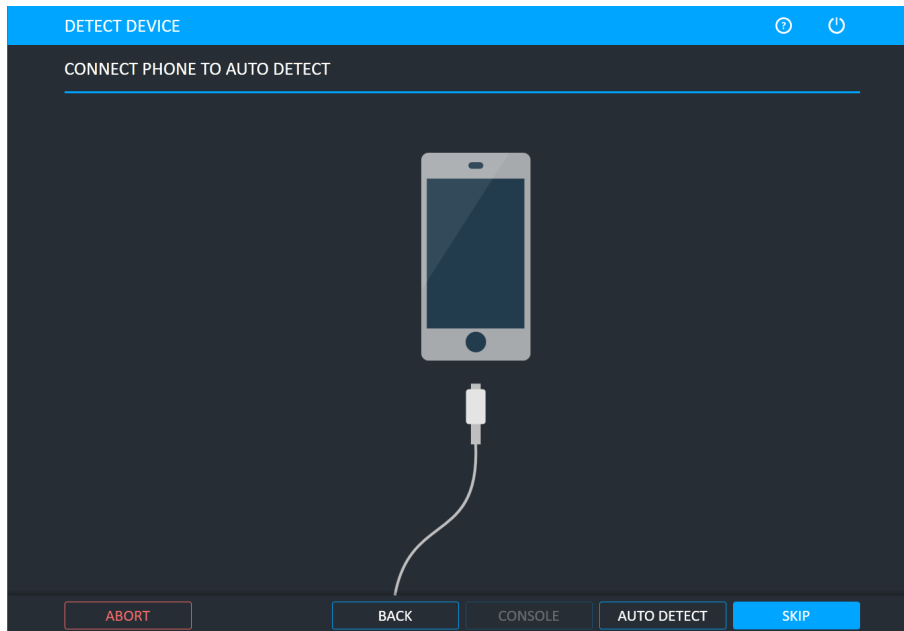 DETECT DEVICE
?
CONNECT PHONE TO AUTO DETECT
ABORT
BACK
CONSOLE
AUTO DETECT
SKIP